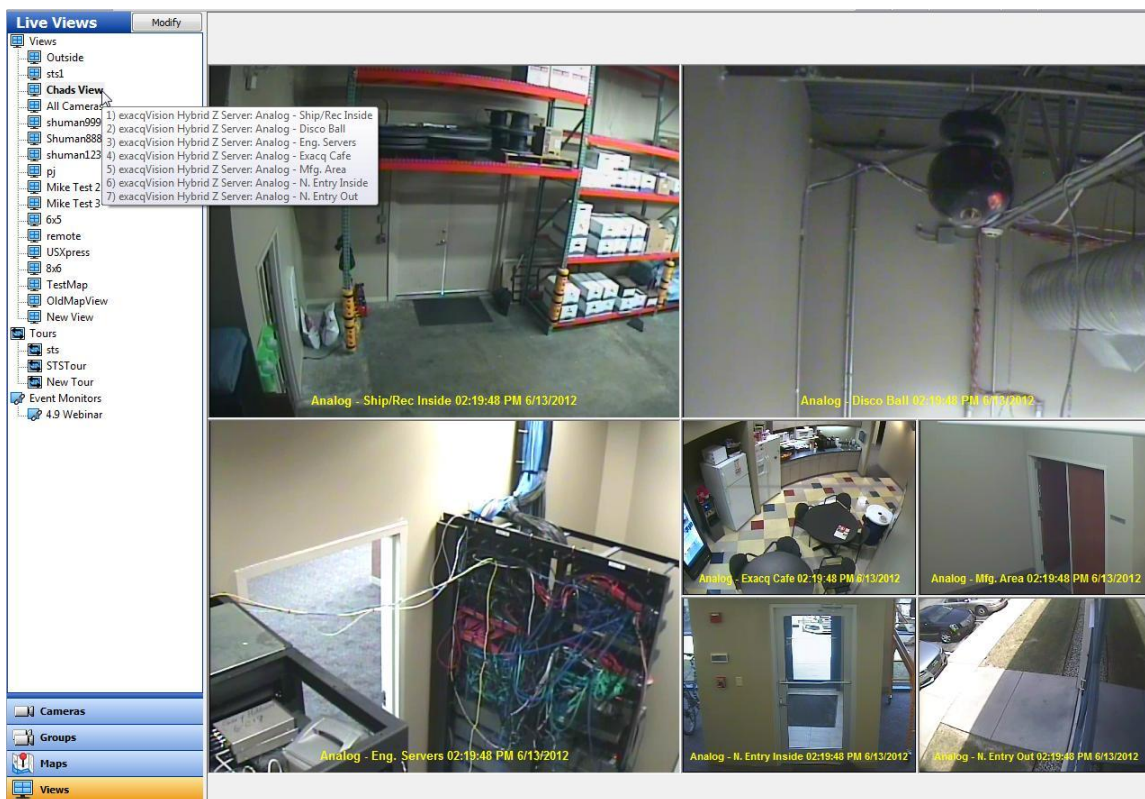 Live Views
Modify
Views
Outside
sts1
Chads View
All Cameras
shuman999
Shuman888
shuman123
pj
Mike Test 2
Mike Test 3
6x5
remote
USXpress
8x6
TestMap
OldMapView
New View
Tours
sts
STSTour
New Tour
Event Monitors
4.9 Webinar
1) exacqVision Hybrid Z Server: Analog - Ship/Rec Inside
2) exacqVision Hybrid Z Server: Analog - Disco Ball
3) exacqVision Hybrid Z Server: Analog - Eng. Servers
4) exacqVision Hybrid Z Server: Analog - Exacq Cafe
5) exacqVision Hybrid Z Server: Analog - Mfg. Area
6) exacqVision Hybrid Z Server: Analog - N. Entry Inside
7) exacqVision Hybrid Z Server: Analog - N. Entry Out
Cameras
Groups
Maps
Views
Analog - Ship/Rec Inside 02:19:48 PM 6/13/2012
Analog - Disco Ball 02:19:48 PM 6/13/2012
Analog - Eng. Servers 02:19:48 PM 6/13/2012
Analog - Exacq Cafe 02:19:48 PM 6/13/2012
Analog - Mfg. Area 02:19:48 PM 6/13/2012
Analog - N. Entry Inside 02:19:48 PM 6/13/2012
Analog - N. Entry Out 02:19:48 PM 6/13/2012